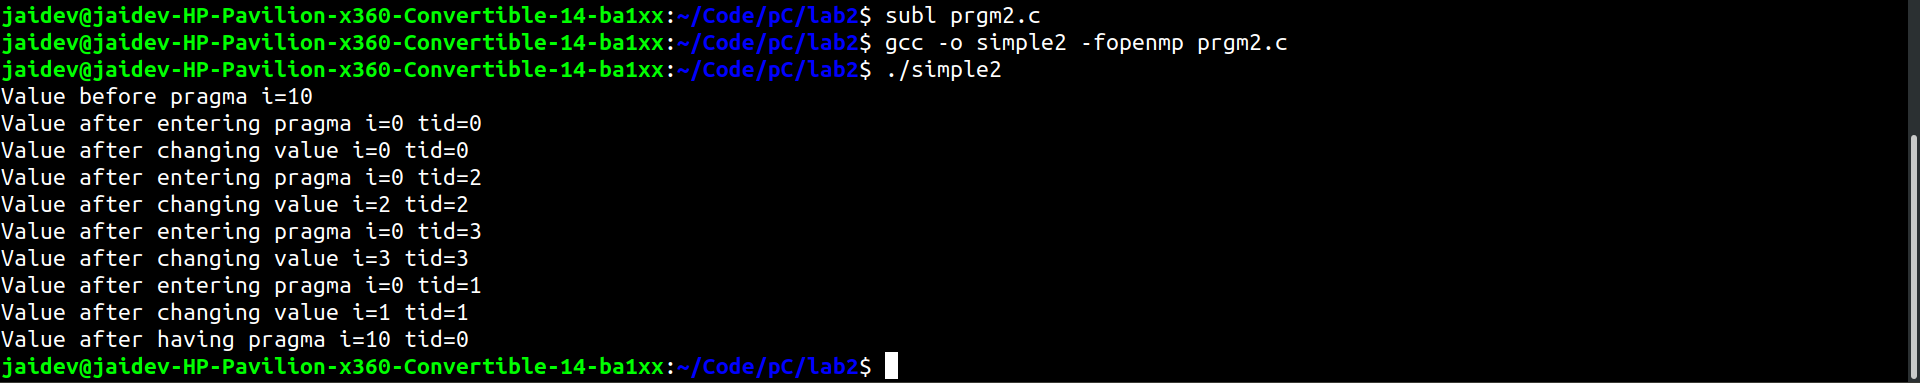 jaidev@jaidev-HP-Pavilion-x360-Convertible-14-ba1xx:~/Code/pC/lab2$ subl prgm2.c
jaidev@jaidev-HP-Pavilion-x360-Convertible-14-ba1xx:~/Code/pC/lab2$ gcc -o simple2 -fopenmp prgm2.c
jaidev@jaidev-HP-Pavilion-x360-Convertible-14-ba1xx:~/Code/pC/lab2$ ./simple2
Value before pragma i=10
Value after entering pragma i=0 tid=0
Value after changing value i=0 tid=0
Value after entering pragma i=0 tid=2
Value after changing value i=2 tid=2
Value after entering pragma i=0 tid=3
Value after changing value i=3 tid=3
Value after entering pragma i=0 tid=1
Value after changing value i=1 tid=1
Value after having pragma i=10 tid=0
jaidev@jaidev-HP-Pavilion-x360-Convertible-14-ba1xx:~/Code/pC/lab2$